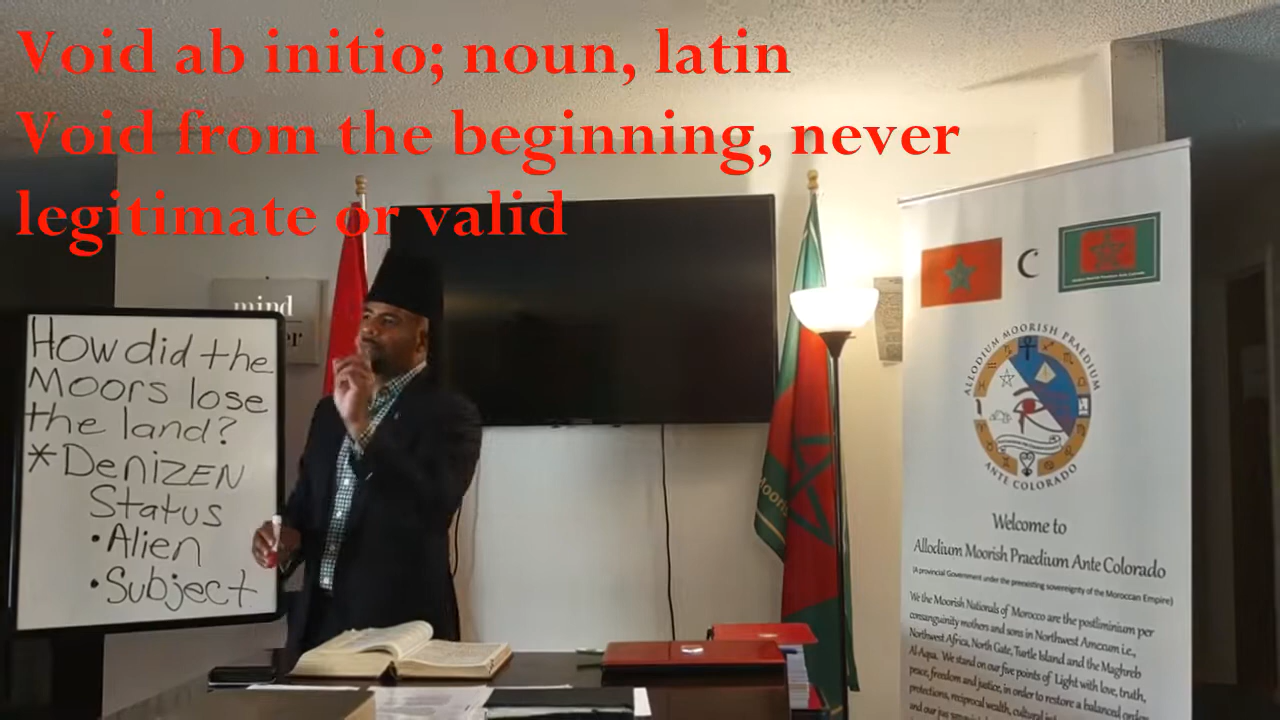 Void ab initio; noun, latin
Void from the beginning, never
legitimate or valid
mind
How did the
Moors lose
the land?
*Denizen
Status
•Alien
•Subject
ALLODIUM MOORISH PRAEDIUM
ANTE COLORADO
Welcome to
Allodium Moorish Praedium Ante Colorado
(A provincial Government under the preexisting sovereignty of the Moroccan Empire)
We the Moorish Nationals of Morocco are the postliminium per
consanguinity mothers and sons in Northwest Amexem i.e.,
Northwest Africa, North Gate, Turtle Island and the Maghreb
Al Aqsa. We stand on our five points of Light with love, truth,
peace, freedom and justice, in order to restore a balanced order,
protections, reciprocal wealth, cultural
and our jus